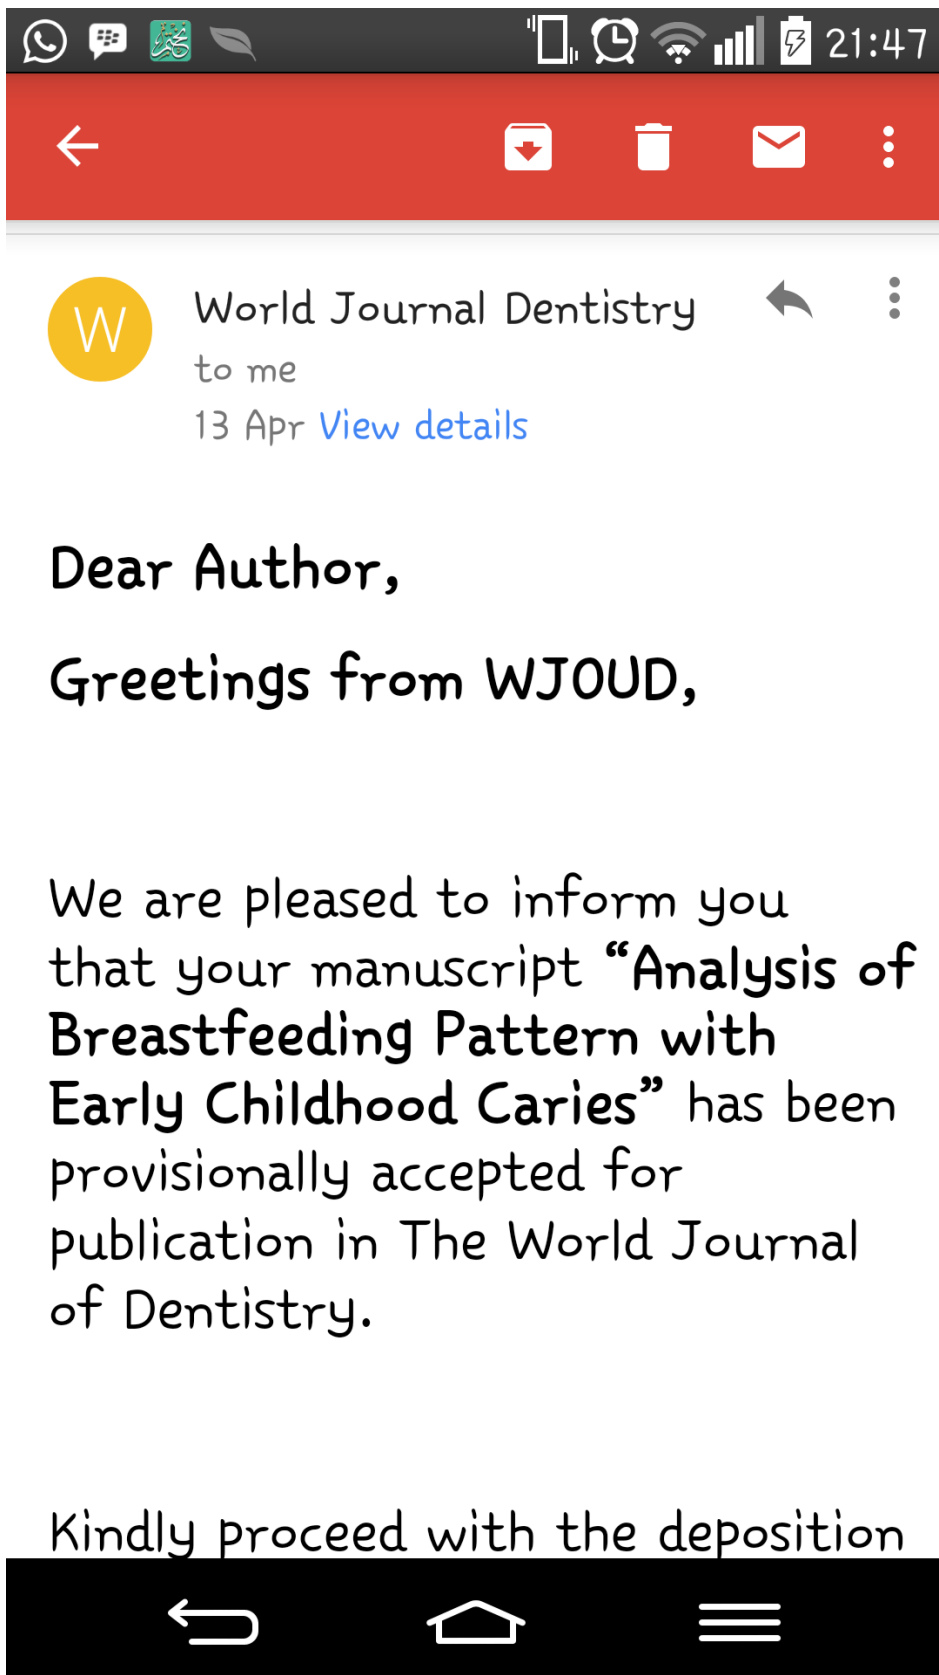 21:47
W
World Journal Dentistry
to me
13 Apr View details
Dear Author,
Greetings from WJOUD,
We are pleased to inform you
that your manuscript “Analysis of
Breastfeeding Pattern with
Early Childhood Caries” has been
provisionally accepted for
publication in The World Journal
of Dentistry.
Kindly proceed with the deposition